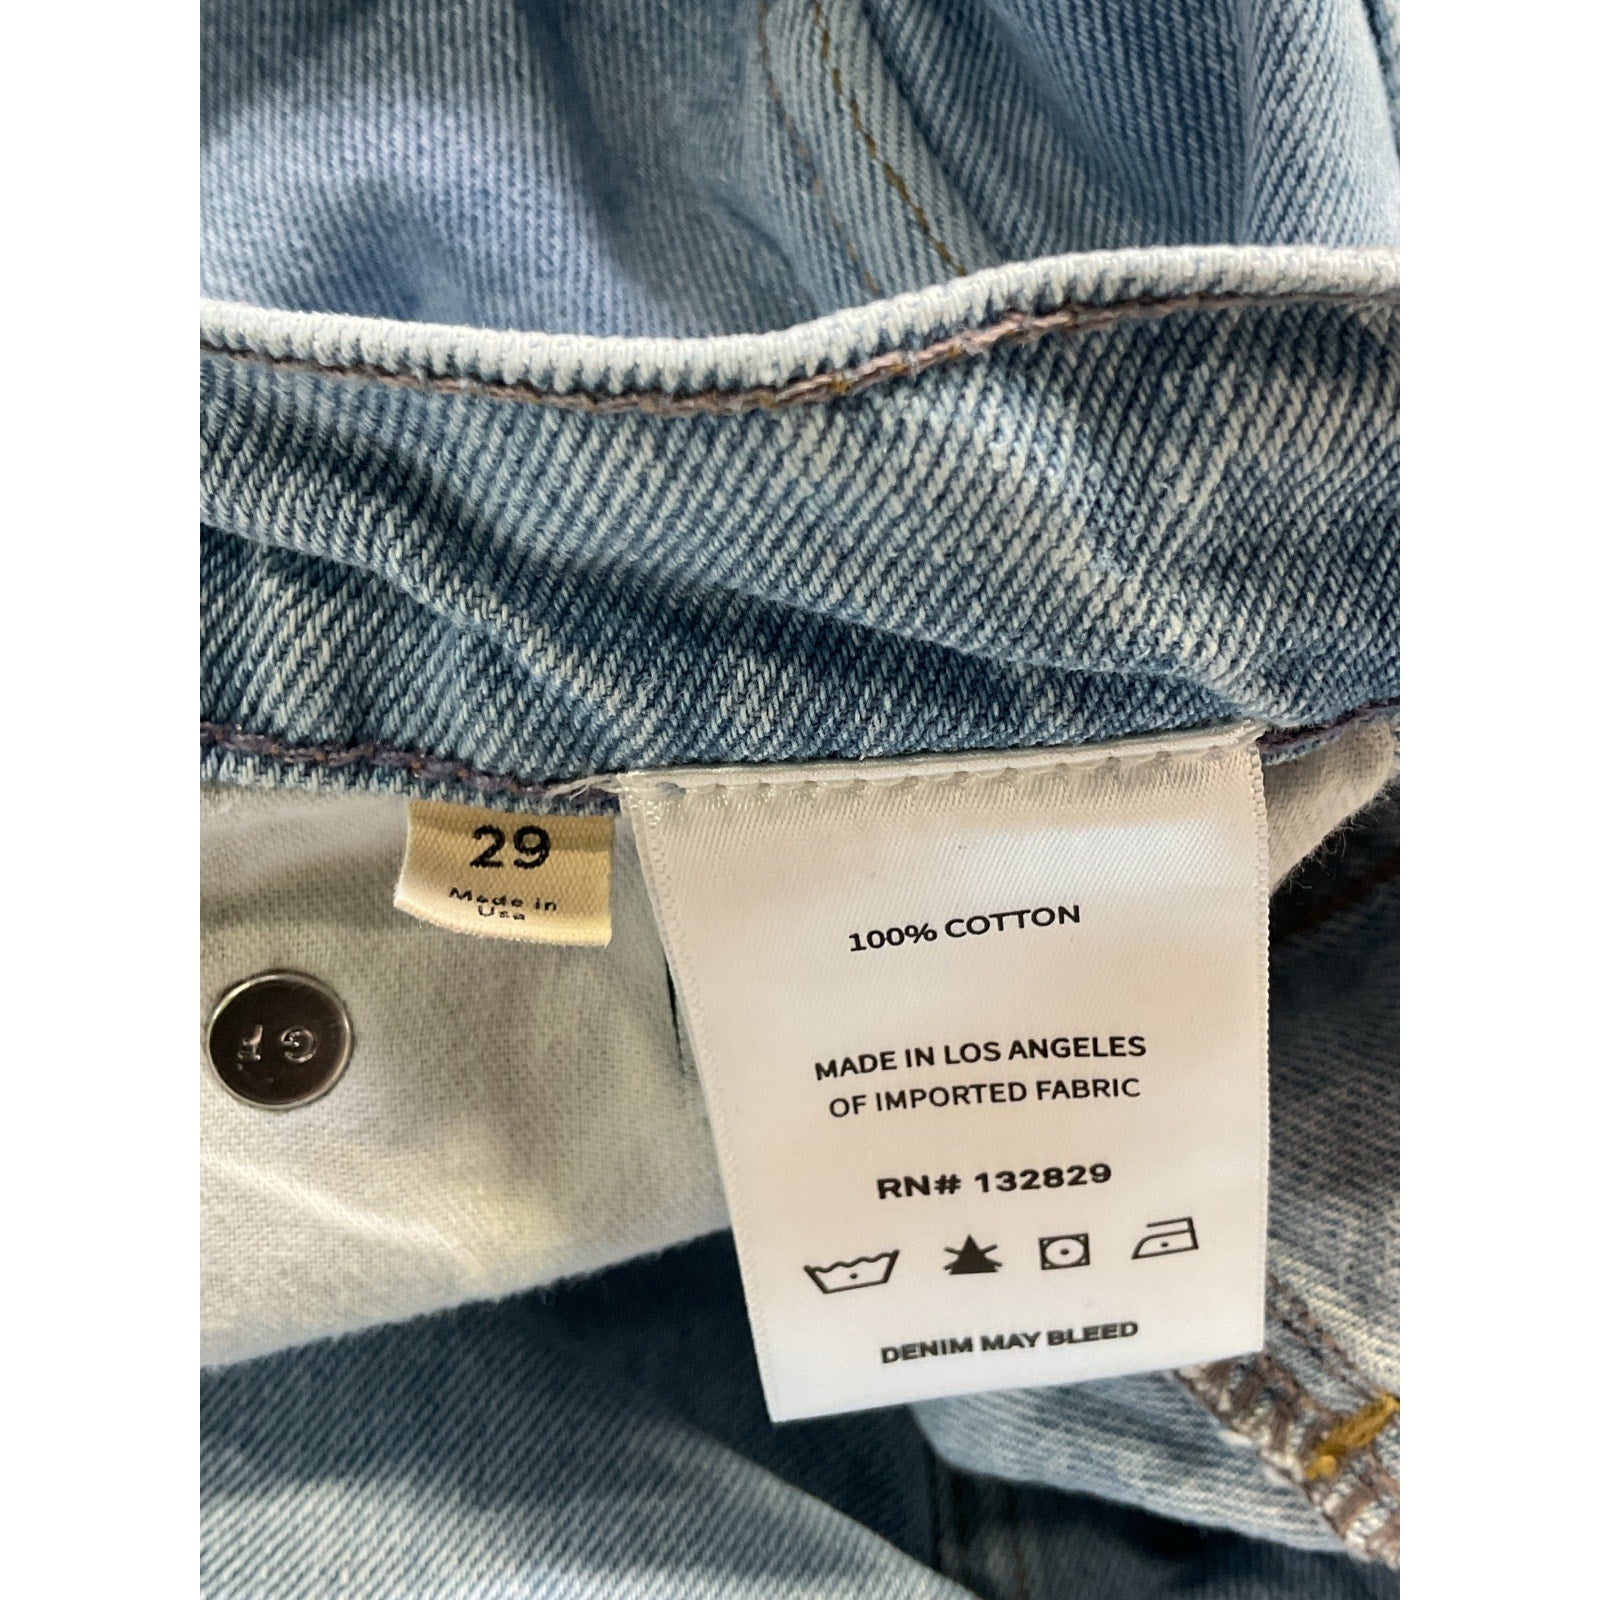 29
Made in
Usa
100% COTTON
MADE IN LOS ANGELES
OF IMPORTED FABRIC
RN# 132829
DENIM MAY BLEED